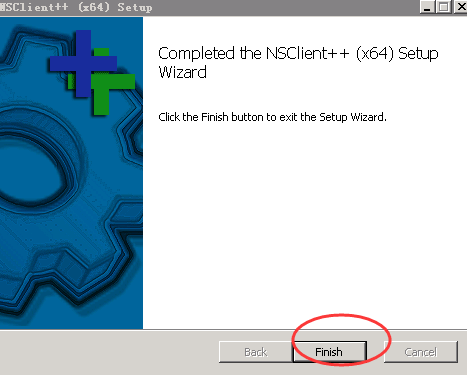 NSClient++ (x64) Setup
Completed the NSClient++ (x64) Setup
Wizard
Click the Finish button to exit the Setup Wizard.
Back
Finish
Cancel